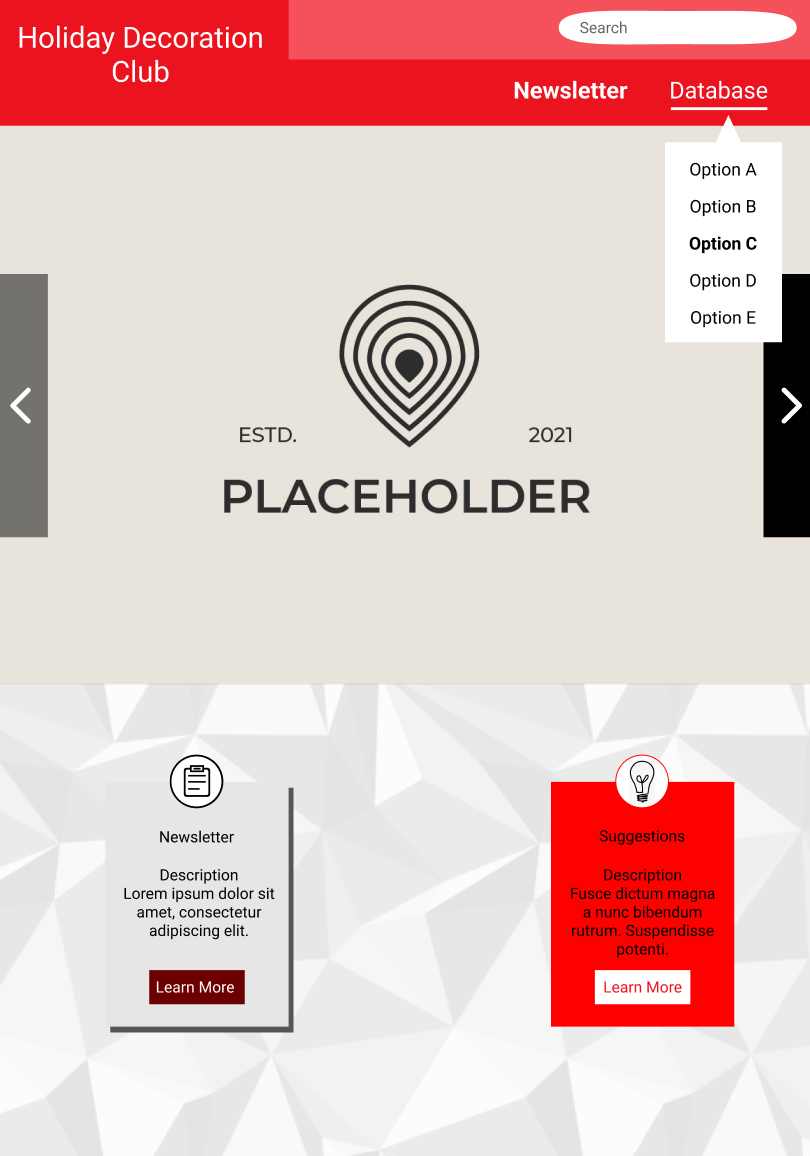 Holiday Decoration
Club
Search
Newsletter
Database
Option A
Option B
Option C
Option D
Option E
ESTD.
2021
PLACEHOLDER
Newsletter
Description
Lorem ipsum dolor sit
amet, consectetur
adipiscing elit.
Learn More
Suggestions
Description
Fusce dictum magna
a nunc bibendum
rutrum. Suspendisse
potenti.
Learn More